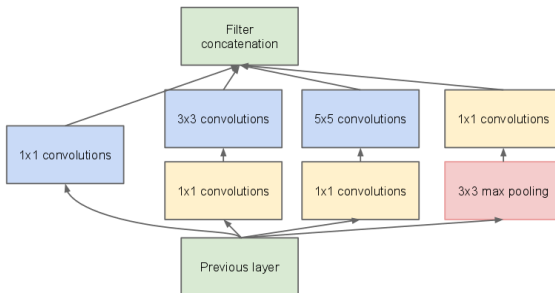 Filter
concatenation
3x3 convolutions
5x5 convolutions
1x1 convolutions
1x1 convolutions
1x1 convolutions
1x1 convolutions
3x3 max pooling
Previous layer